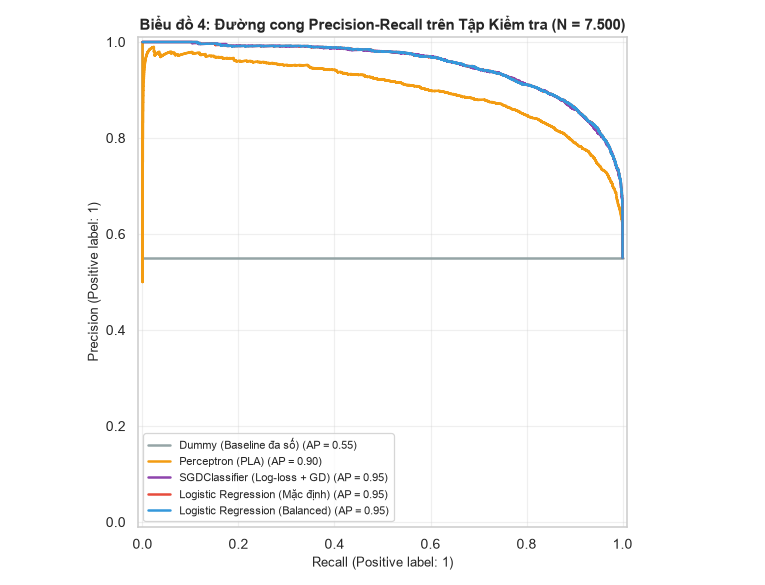 Biểu đồ 4: Đường cong Precision-Recall trên Tập Kiểm tra (N = 7.500)
Precision (Positive label: 1)
1.0
0.8
0.6
0.4
0.2
0.0
Dummy (Baseline đa số) (AP = 0.55)
Perceptron (PLA) (AP = 0.90)
SGDClassifier (Log-loss + GD) (AP = 0.95)
Logistic Regression (Mặc định) (AP = 0.95)
Logistic Regression (Balanced) (AP = 0.95)
0.0 0.2 0.4 0.6 0.8 1.0
Recall (Positive label: 1)